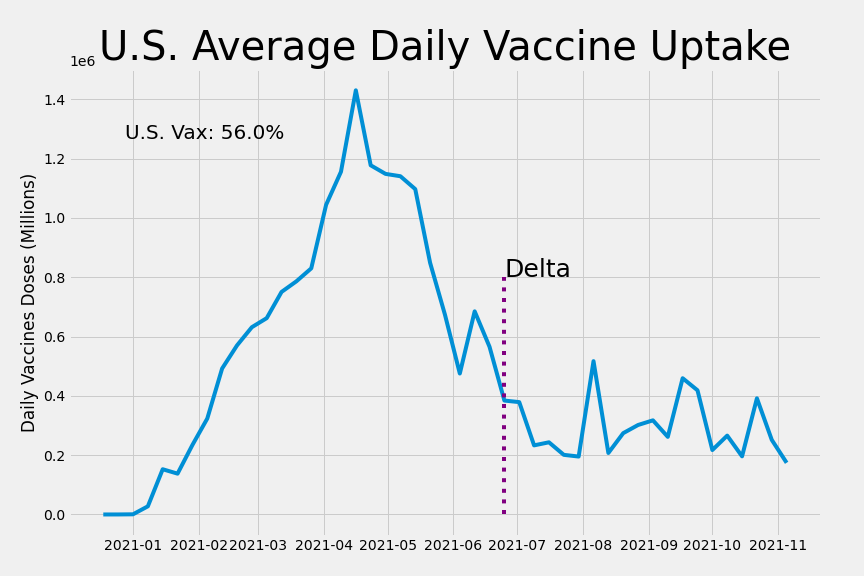 U.S. Average Daily Vaccine Uptake
1e6
1.4
U.S. Vax: 56.0%
1.2
1.0
Delta
0.8
0.6
0.4
0.2
0.0
Daily Vaccines Doses (Millions)
2021-01 2021-02 2021-03 2021-04 2021-05 2021-06 2021-07 2021-08 2021-09 2021-10 2021-11